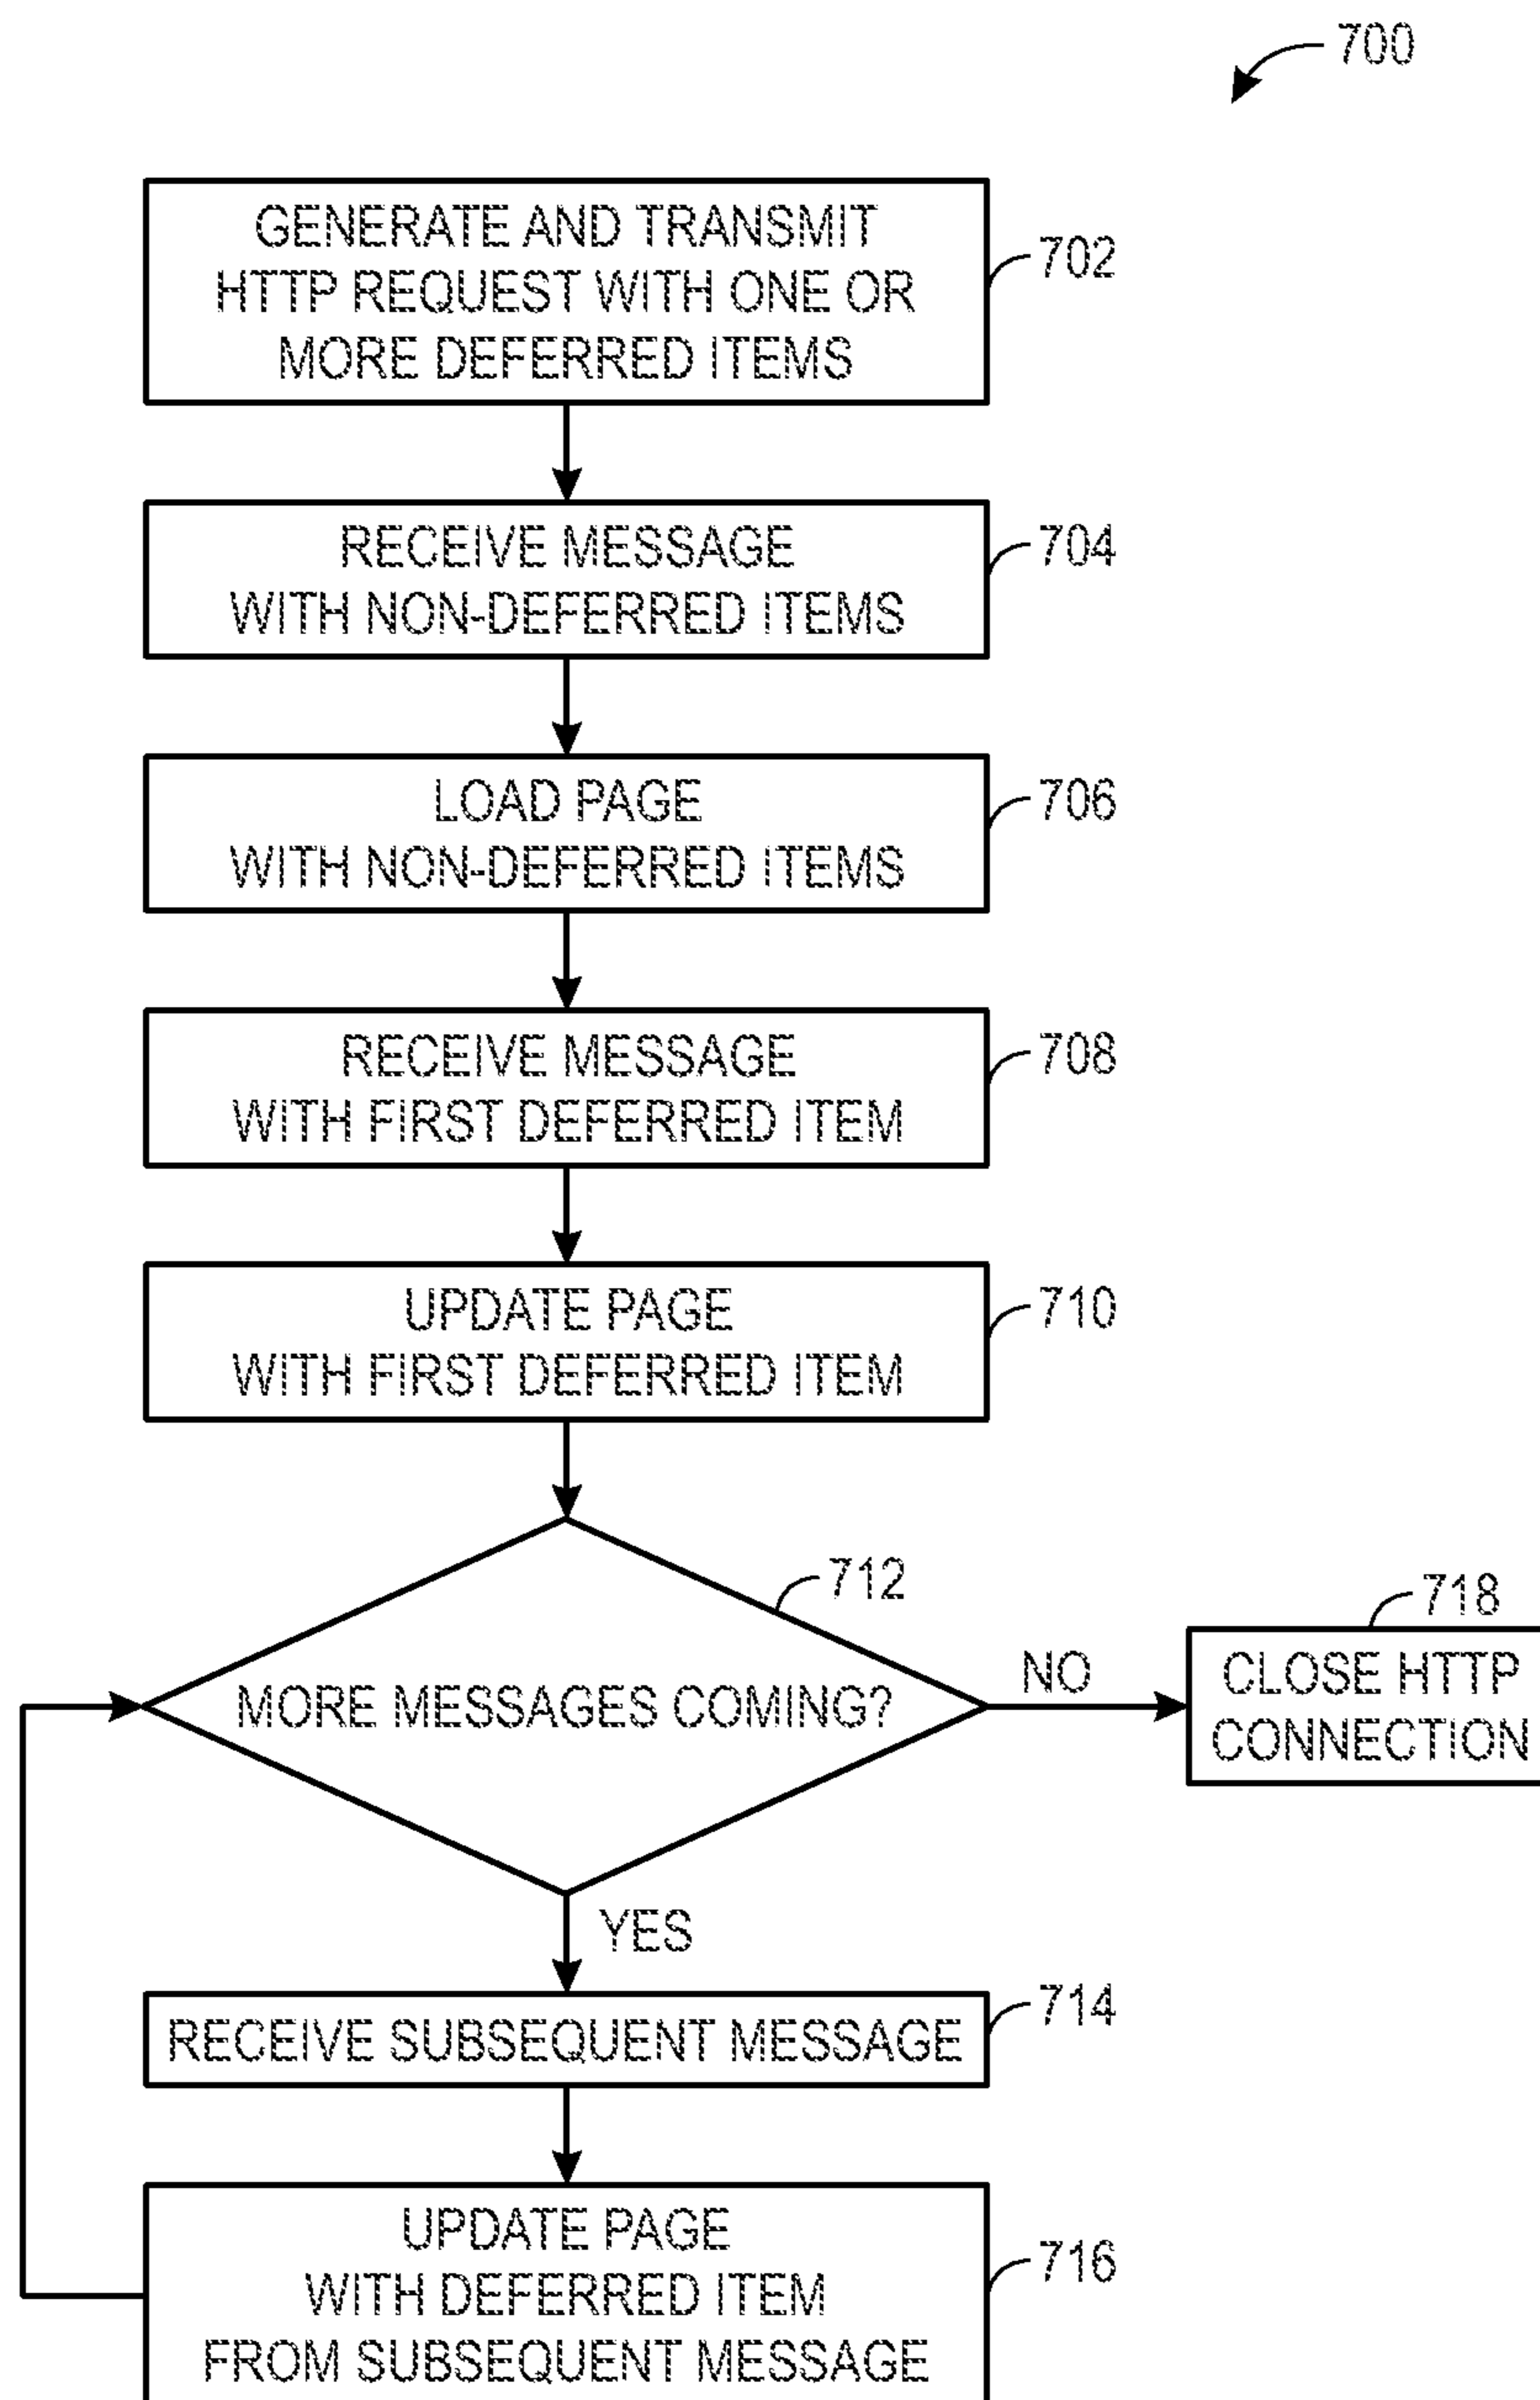 700
GENERATE AND TRANSMIT
HTTP REQUEST WITH ONE OR
MORE DEFERRED ITEMS
702
RECEIVE MESSAGE
WITH NON-DEFERRED ITEMS
704
LOAD PAGE
WITH NON-DEFERRED ITEMS
706
RECEIVE MESSAGE
WITH FIRST DEFERRED ITEM
708
UPDATE PAGE
WITH FIRST DEFERRED ITEM
710
MORE MESSAGES COMING?
712
NO
718
CLOSE HTTP
CONNECTION
YES
RECEIVE SUBSEQUENT MESSAGE
714
UPDATE PAGE
WITH DEFERRED ITEM
FROM SUBSEQUENT MESSAGE
716